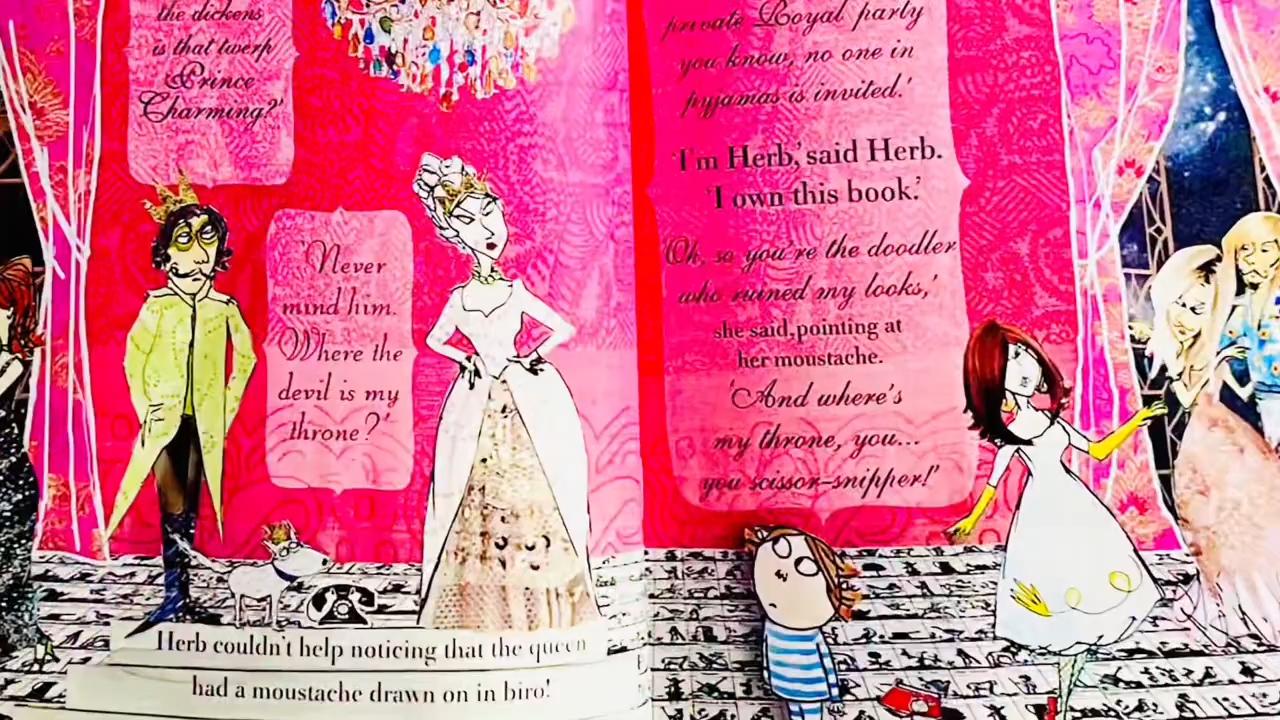 the dickens
is that twerp
Prince
Charming?'
'Never
mind him.
Where the
devil is my
throne?'
Herb couldn't help noticing that the queen
had a moustache drawn on in biro!
private Royal party
you know, no one in
pyjamas is invited.'
'I'm Herb,' said Herb.
'I own this book.'
'Oh, so you're the doodler
who ruined my looks,'
she said, pointing at
her moustache.
'And where's
my throne, you...
you scissor-snipper!'